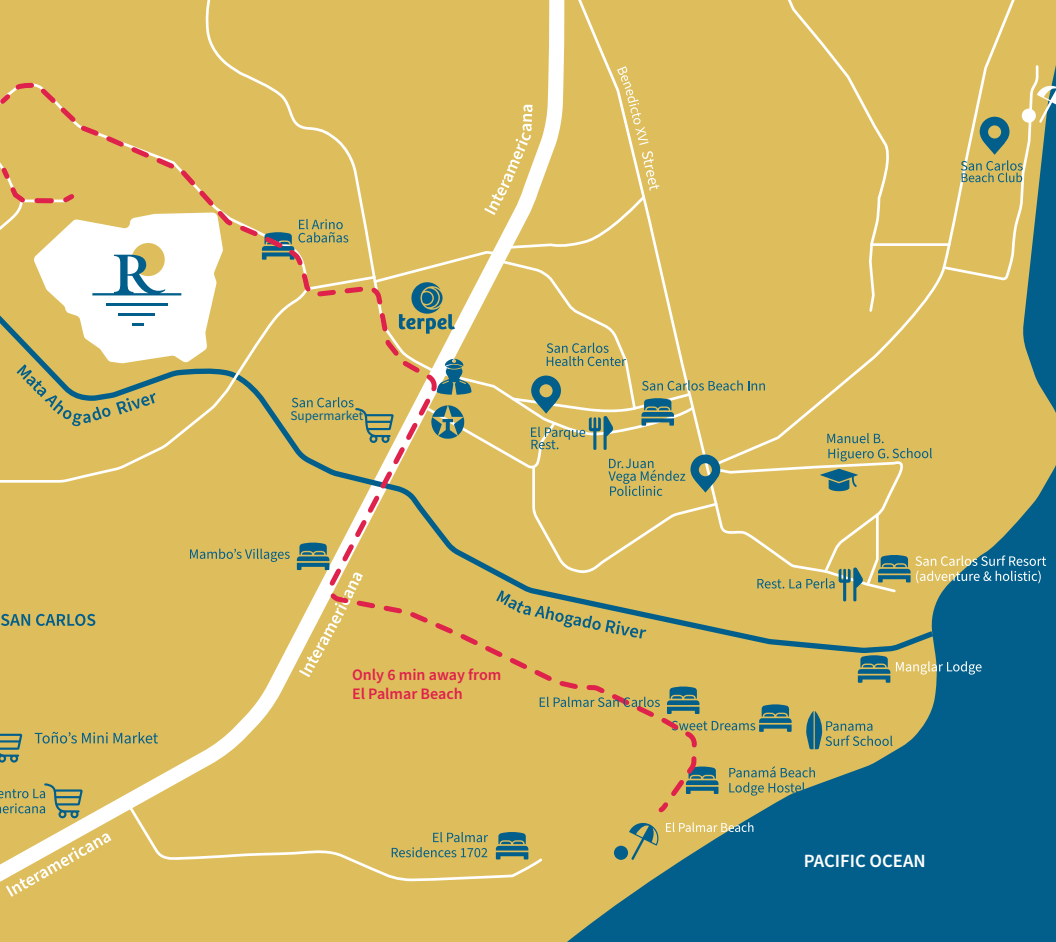 Benedicto XVI Street
Interamericana
San Carlos
Beach Club
El Arino
Cabañas
R
terpel
San Carlos
Health Center
San Carlos Beach Inn
Mata Ahogado River
San Carlos
Supermarket
T
El Parque
Rest.
Manuel B.
Higuero G. School
Dr.Juan
Vega Méndez
Policlinic
Mambo's Villages
San Carlos Surf Resort
(adventure & holistic)
Rest. La Perla
Interamericana
Mata Ahogado River
SAN CARLOS
Only 6 min away from
El Palmar Beach
Manglar Lodge
El Palmar San Carlos
Sweet Dreams
Panama
Surf School
Toño's Mini Market
Panamá Beach
Lodge Hostel
entro La
ericana
El Palmar Beach
El Palmar
Residences 1702
Interamericana
PACIFIC OCEAN